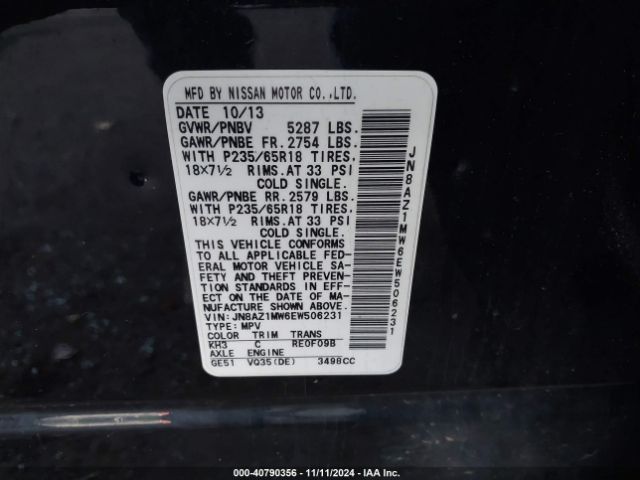 MFD BY NISSAN MOTOR CO.,LTD.
DATE 10/13
GVWR/PNBV 5287 LBS.
GAWR/PNBE FR. 2754 LBS.
WITH P235/65R18 TIRES,
18×7½ RIMS.AT 33 PSI
COLD SINGLE.
GAWR/PNBE RR. 2579 LBS.
WITH P235/65R18 TIRES,
18×7½ RIMS.AT 33 PSI
COLD SINGLE.
THIS VEHICLE CONFORMS
TO ALL APPLICABLE FED-
ERAL MOTOR VEHICLE SA-
FETY AND THEFT PREVEN-
TION STANDARDS IN EFF-
ECT ON THE DATE OF MA-
NUFACTURE SHOWN ABOVE.
VIN: JN8AZ1MW6EW506231
TYPE: MPV
COLOR TRIM TRANS
KH3 C RE0F09B
AXLE ENGINE
GE51 VQ35(DE) 3498CC
JN8AZ1MW6EW506231
000-40790356 - 11/11/2024 - IAA Inc.